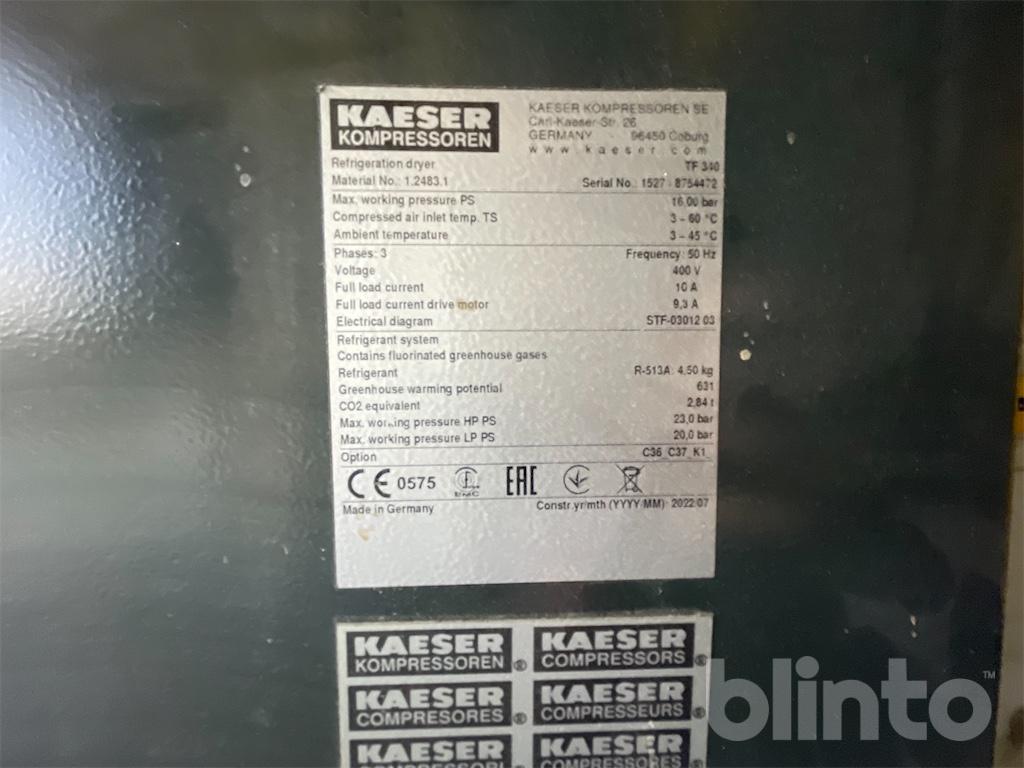 KAESER
KOMPRESSOREN
KAESER KOMPRESSOREN SE
Carl-Kaeser-Str. 26
GERMANY - 96450 Coburg
www.kaeser.com
Refrigeration dryer TF 340
Material No.: 1.2483.1 Serial No.: 1527 - 8754472
Max. working pressure PS 16,00 bar
Compressed air inlet temp. TS 3 - 60 °C
Ambient temperature 3 - 45 °C
Phases: 3 Frequency: 50 Hz
Voltage 400 V
Full load current 10 A
Full load current drive motor 9,3 A
Electrical diagram STF-03012.03
Refrigerant system
Contains fluorinated greenhouse gases
Refrigerant R-513A: 4,50 kg
Greenhouse warming potential 631
CO2 equivalent 2,84 t
Max. working pressure HP PS 23,0 bar
Max. working pressure LP PS 20,0 bar
Option C36_C37_K1_
CE 0575 EMC EAC
Made in Germany Constr.yr/mth (YYYY/MM): 2022/07
KAESER KAESER
KOMPRESSOREN ® COMPRESSORS ®
KAESER KAESER
COMPRESORES ® COMPRESSEURS ®
KAESER KAESER
COMPRESSORI COMPRESSORES
blinto™